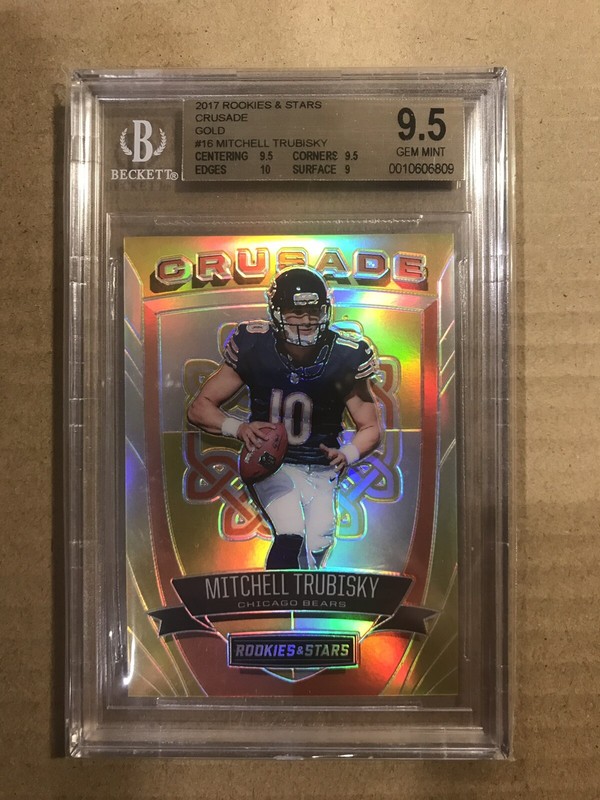 2017 ROOKIES & STARS
CRUSADE
GOLD
#16 MITCHELL TRUBISKY
CENTERING 9.5 CORNERS 9.5
EDGES 10 SURFACE 9
9.5
GEM MINT
0010606809
B
BECKETT®
CRUSADE
10
10
MITCHELL TRUBISKY
CHICAGO BEARS
ROOKIES & STARS